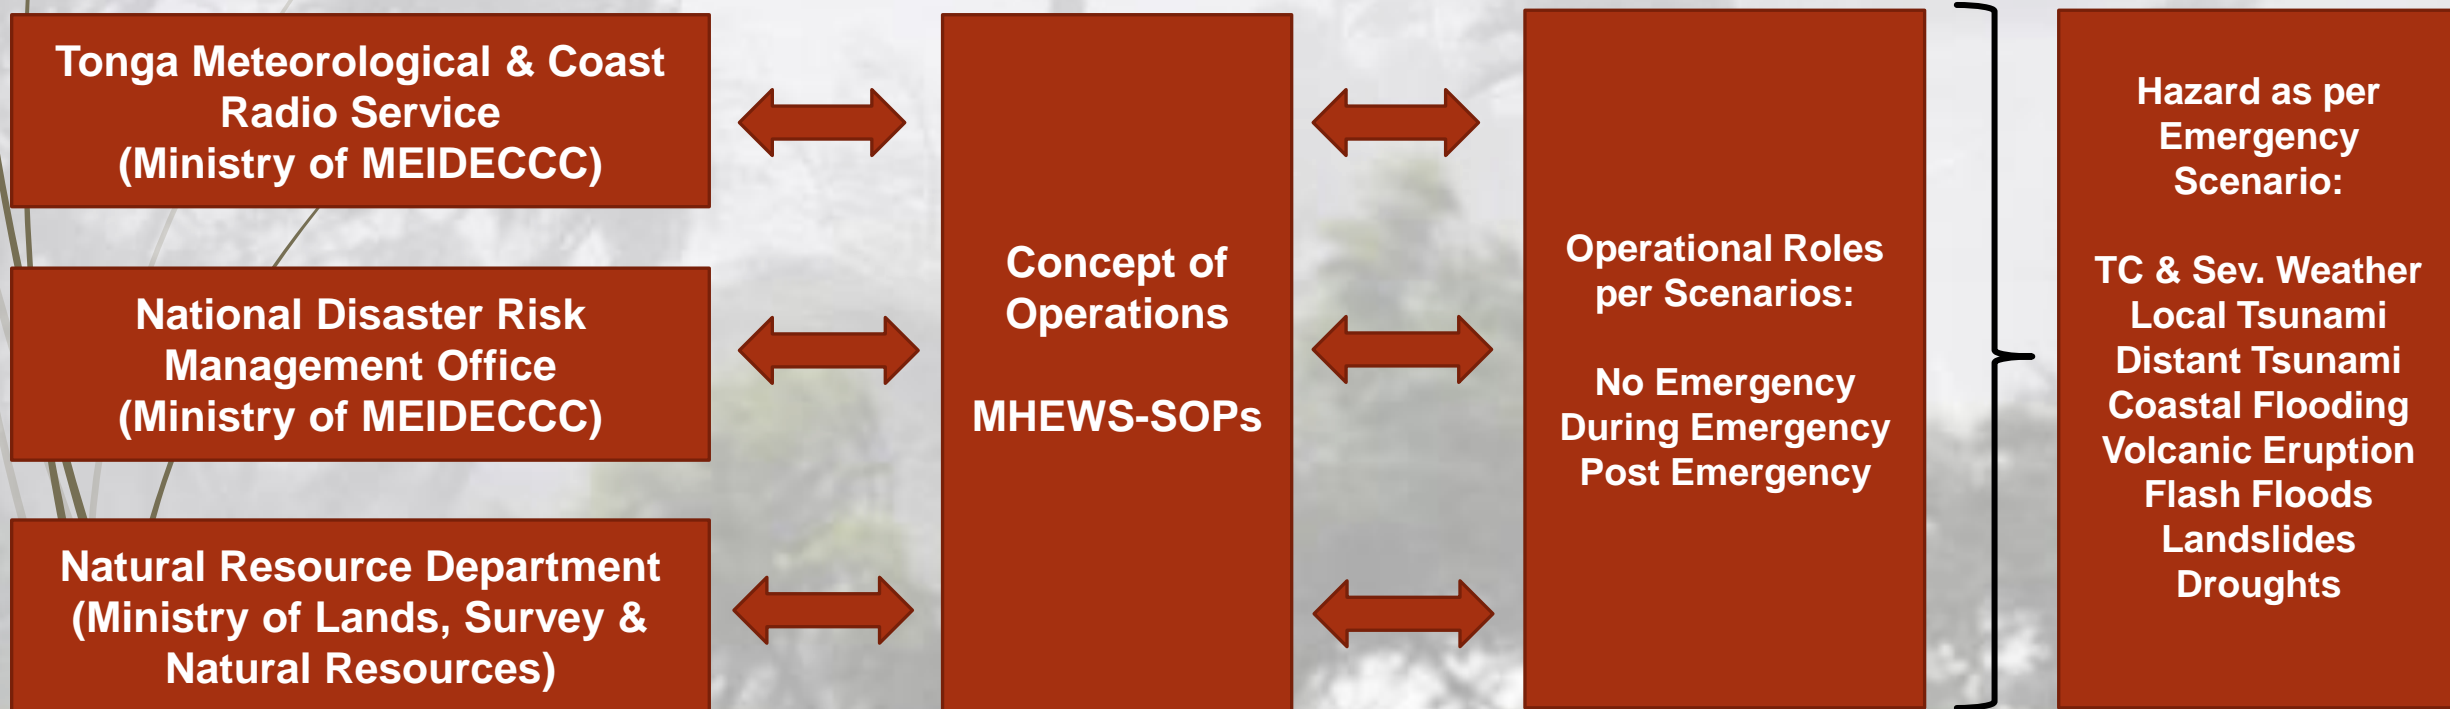 Tonga Meteorological & Coast
Radio Service
(Ministry of MEIDECCC)
National Disaster Risk
Management Office
(Ministry of MEIDECCC)
Natural Resource Department
(Ministry of Lands, Survey &
Natural Resources)
Concept of
Operations
MHEWS-SOPs
Operational Roles
per Scenarios:
No Emergency
During Emergency
Post Emergency
Hazard as per
Emergency
Scenario:
TC & Sev. Weather
Local Tsunami
Distant Tsunami
Coastal Flooding
Volcanic Eruption
Flash Floods
Landslides
Droughts